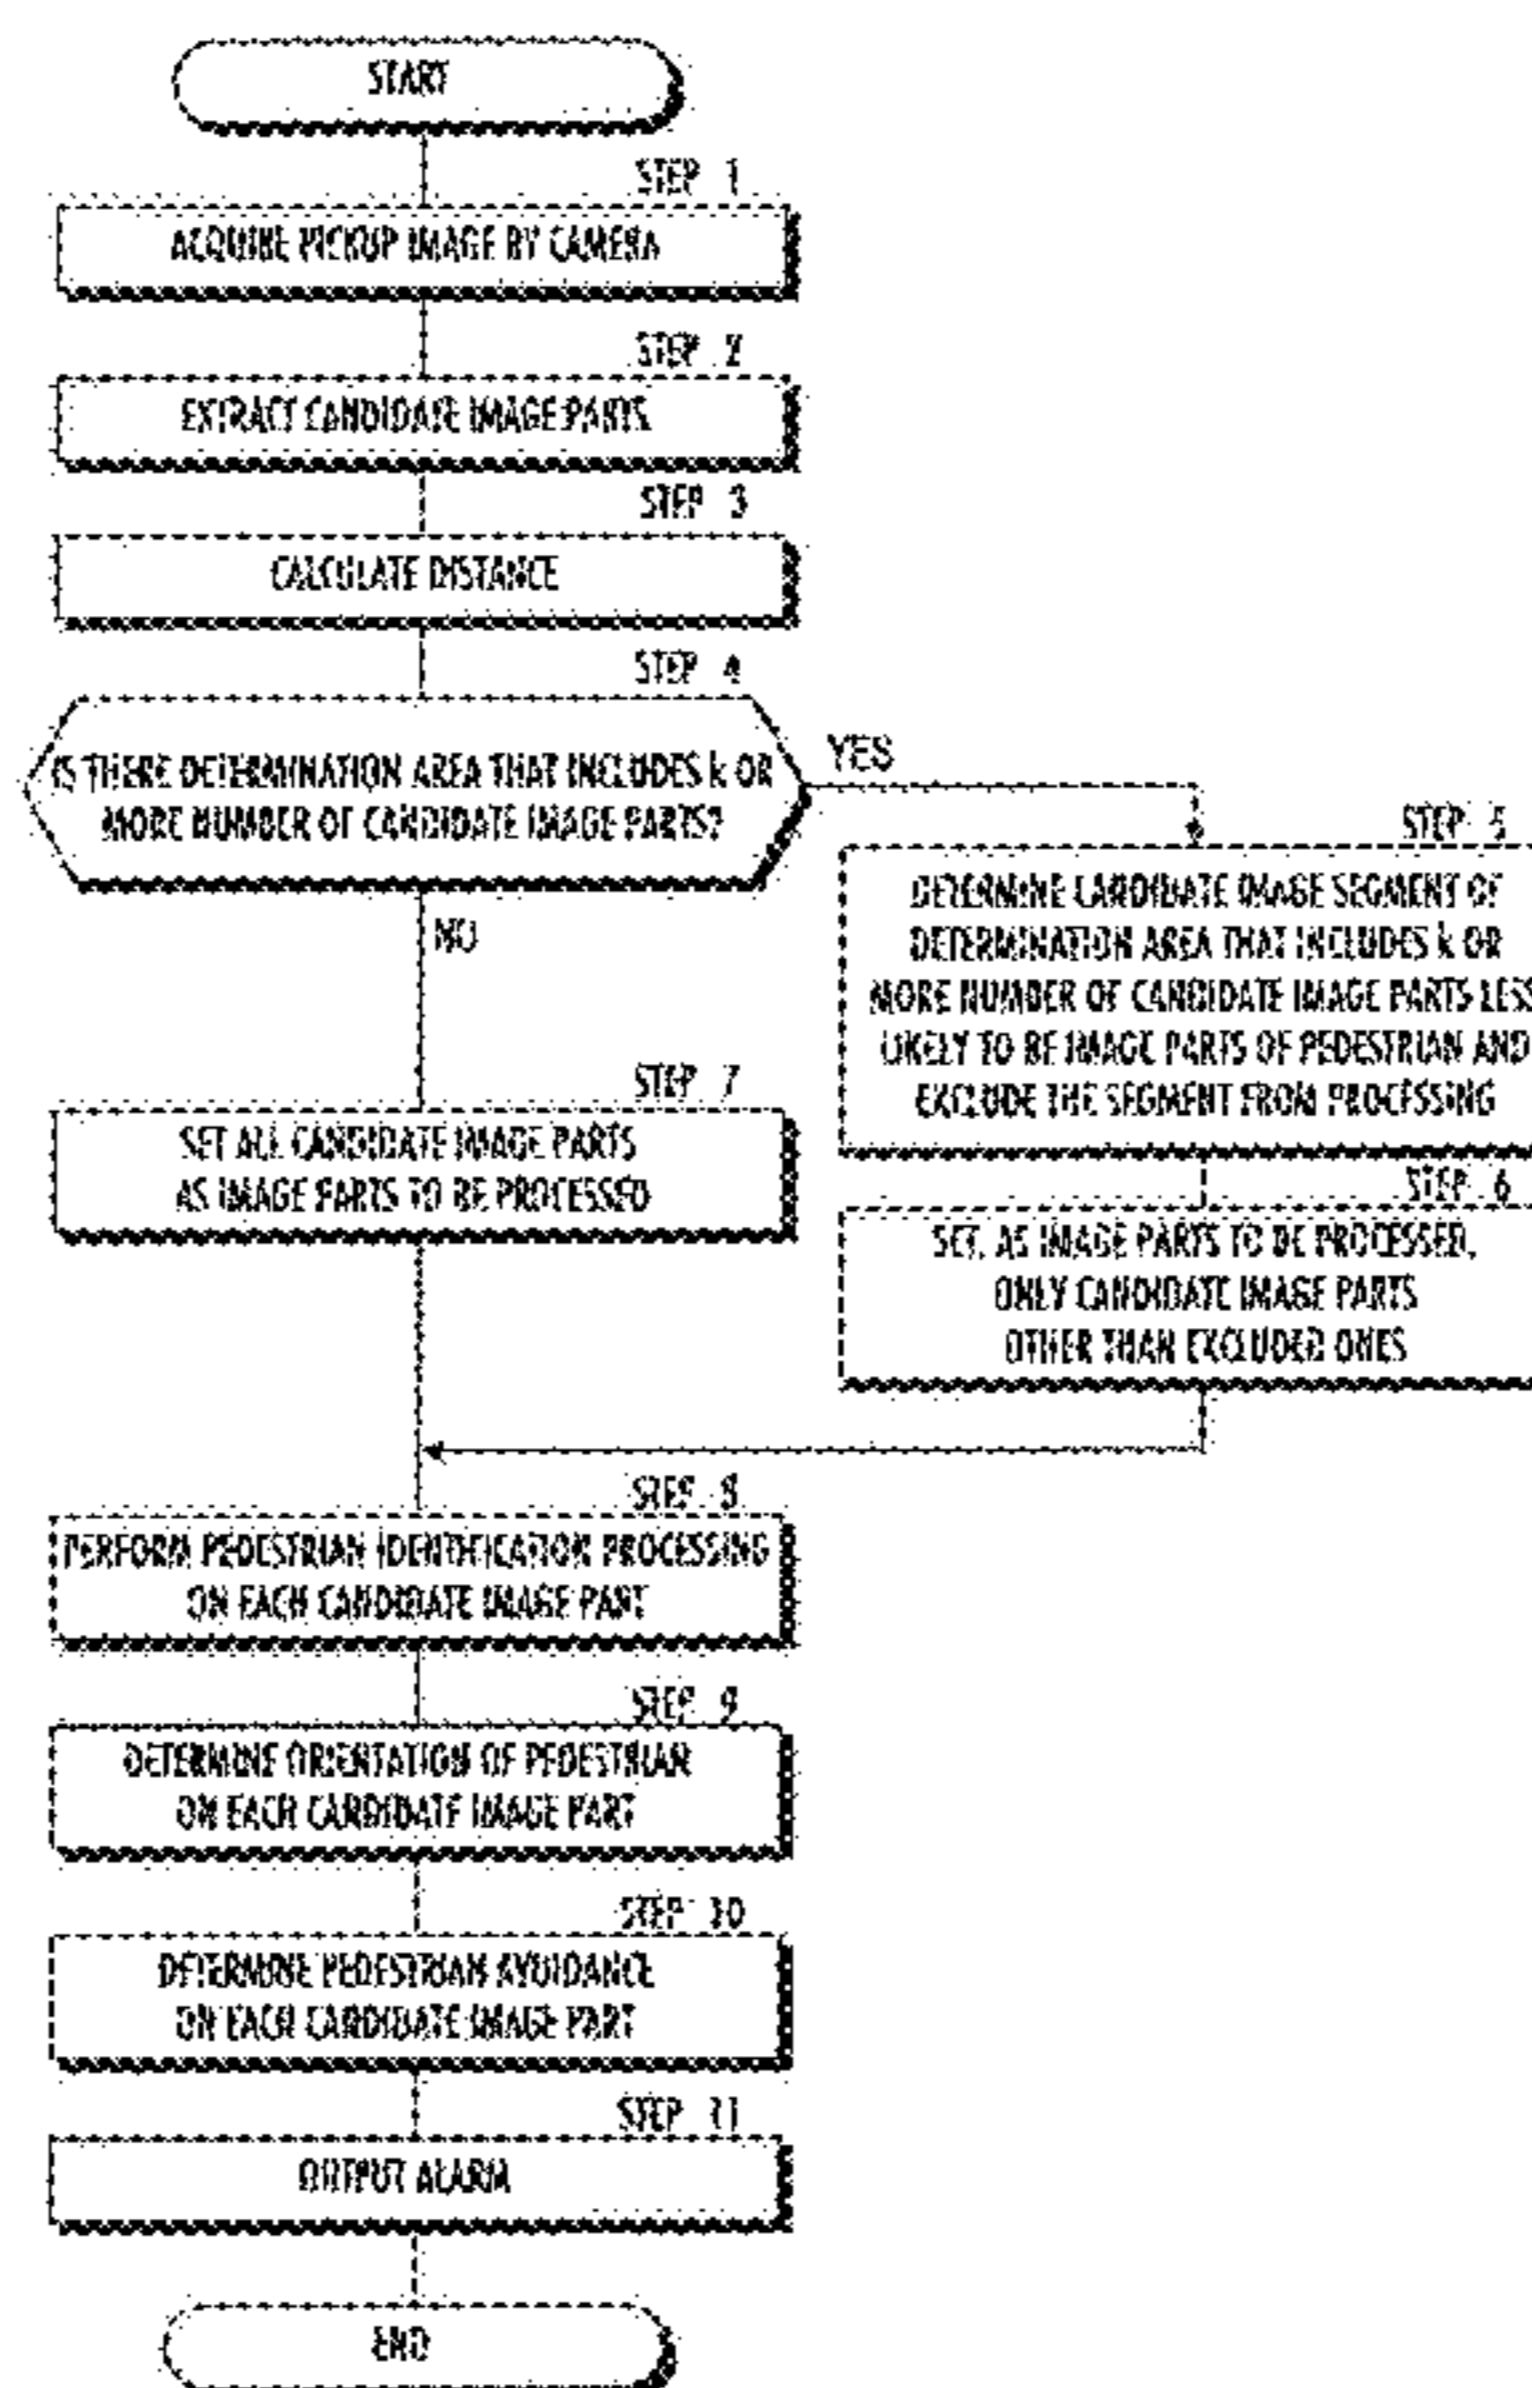 START
STEP 1
ACQUIRE PICKUP IMAGE BY CAMERA
STEP 2
EXTRACT CANDIDATE IMAGE PARTS
STEP 3
CALCULATE DISTANCE
STEP 4
IS THERE DETERMINATION AREA THAT INCLUDES k OR
MORE NUMBER OF CANDIDATE IMAGE PARTS?
YES
STEP 5
DETERMINE CANDIDATE IMAGE SEGMENT OF
DETERMINATION AREA THAT INCLUDES k OR
MORE NUMBER OF CANDIDATE IMAGE PARTS LESS
LIKELY TO BE IMAGE PARTS OF PEDESTRIAN AND
EXCLUDE THE SEGMENT FROM PROCESSING
NO
STEP 6
SET, AS IMAGE PARTS TO BE PROCESSED,
ONLY CANDIDATE IMAGE PARTS
OTHER THAN EXCLUDED ONES
STEP 7
SET ALL CANDIDATE IMAGE PARTS
AS IMAGE PARTS TO BE PROCESSED
STEP 8
PERFORM PEDESTRIAN IDENTIFICATION PROCESSING
ON EACH CANDIDATE IMAGE PART
STEP 9
DETERMINE ORIENTATION OF PEDESTRIAN
ON EACH CANDIDATE IMAGE PART
STEP 10
DETERMINE PEDESTRIAN AVOIDANCE
ON EACH CANDIDATE IMAGE PART
STEP 11
OUTPUT ALARM
END